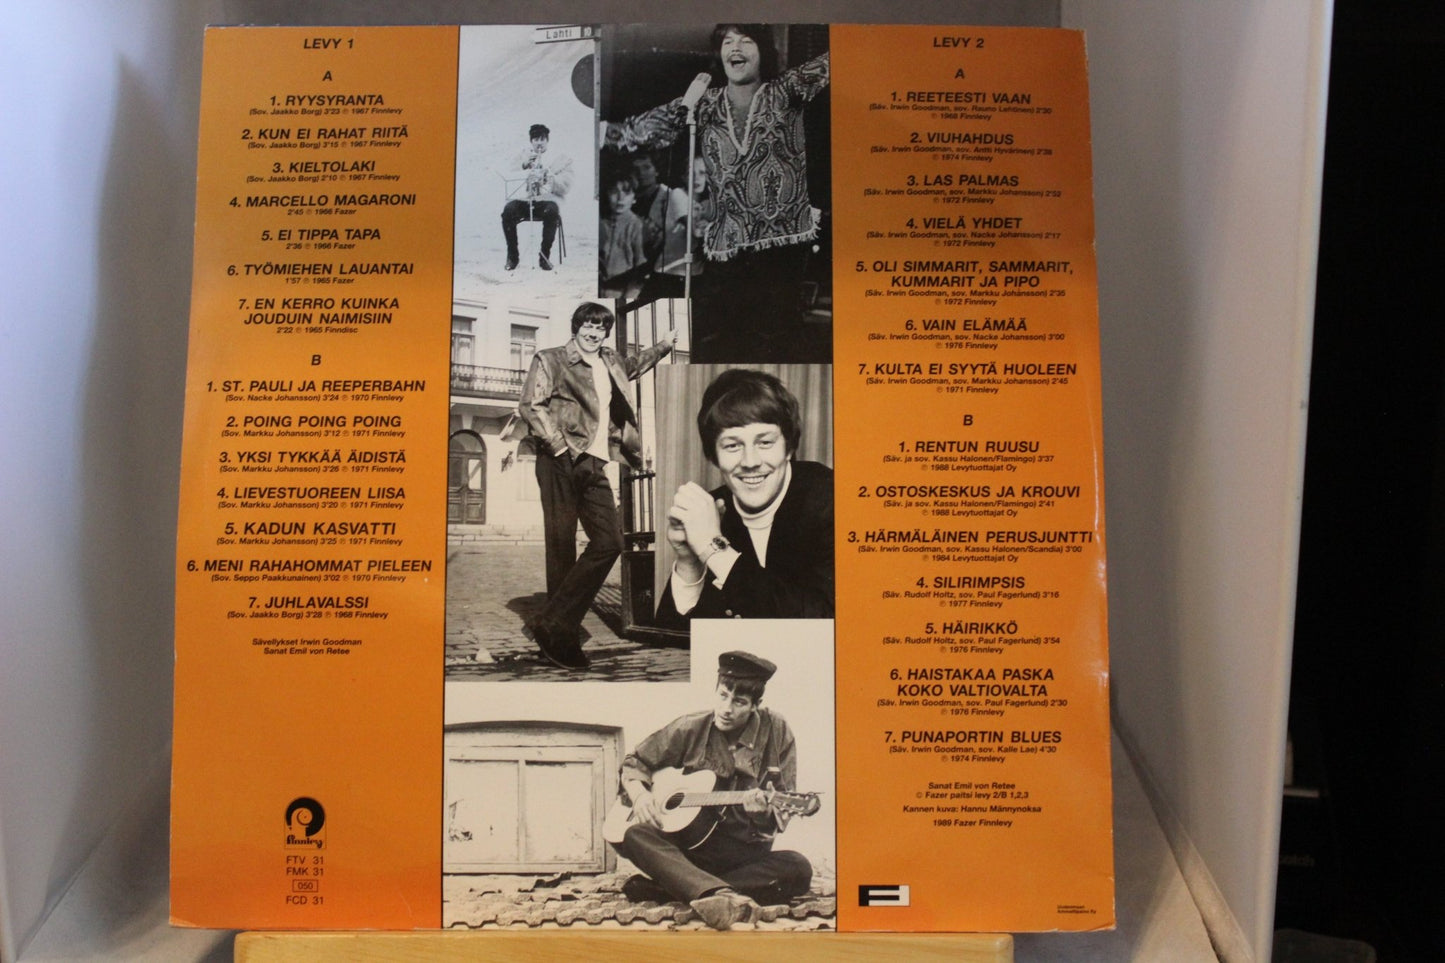 LEVY 1
A
1. RYYSYRANTA
(Sov. Jaakko Borg) 3'23 ℗ 1967 Finnlevy
2. KUN EI RAHAT RIITÄ
(Sov. Jaakko Borg) 3'15 ℗ 1967 Finnlevy
3. KIELTOLAKI
(Sov. Jaakko Borg) 2'10 ℗ 1967 Finnlevy
4. MARCELLO MAGARONI
2'45 ℗ 1966 Fazer
5. EI TIPPA TAPA
2'36 ℗ 1966 Fazer
6. TYÖMIEHEN LAUANTAI
1'57 ℗ 1965 Fazer
7. EN KERRO KUINKA
JOUDUIN NAIMISIIN
2'22 ℗ 1965 Finndisc
B
1. ST. PAULI JA REEPERBAHN
(Sov. Nacke Johansson) 3'24 ℗ 1970 Finnlevy
2. POING POING POING
(Sov. Markku Johansson) 3'12 ℗ 1971 Finnlevy
3. YKSI TYKKÄÄ ÄIDISTÄ
(Sov. Markku Johansson) 3'26 ℗ 1971 Finnlevy
4. LIEVESTUOREEN LIISA
(Sov. Markku Johansson) 3'20 ℗ 1971 Finnlevy
5. KADUN KASVATTI
(Sov. Markku Johansson) 3'25 ℗ 1971 Finnlevy
6. MENI RAHAHOMMAT PIELEEN
(Sov. Seppo Paakkunainen) 3'02 ℗ 1970 Finnlevy
7. JUHLAVALSSI
(Sov. Jaakko Borg) 3'28 ℗ 1968 Finnlevy
Sävellykset Irwin Goodman
Sanat Emil von Retee
finnlevy
FTV 31
FMK 31
050
FCD 31
Lahti
LEVY 2
A
1. REETEESTI VAAN
(Säv. Irwin Goodman, sov. Rauno Lehtinen) 2'30
℗ 1968 Finnlevy
2. VIUHAHDUS
(Säv. Irwin Goodman, sov. Antti Hyvärinen) 2'38
℗ 1974 Finnlevy
3. LAS PALMAS
(Säv. Irwin Goodman, sov. Markku Johansson) 2'52
℗ 1972 Finnlevy
4. VIELÄ YHDET
(Säv. Irwin Goodman, sov. Nacke Johansson) 2'17
℗ 1972 Finnlevy
5. OLI SIMMARIT, SAMMARIT,
KUMMARIT JA PIPO
(Säv. Irwin Goodman, sov. Markku Johansson) 2'35
℗ 1972 Finnlevy
6. VAIN ELÄMÄÄ
(Säv. Irwin Goodman, sov. Nacke Johansson) 3'00
℗ 1976 Finnlevy
7. KULTA EI SYYTÄ HUOLEEN
(Säv. Irwin Goodman, sov. Markku Johansson) 2'45
℗ 1971 Finnlevy
B
1. RENTUN RUUSU
(Säv. ja sov. Kassu Halonen/Flamingo) 3'37
℗ 1988 Levytuottajat Oy
2. OSTOSKESKUS JA KROUVI
(Säv. ja sov. Kassu Halonen/Flamingo) 2'41
℗ 1988 Levytuottajat Oy
3. HÄRMÄLÄINEN PERUSJUNTTI
(Säv. Irwin Goodman, sov. Kassu Halonen/Scandia) 3'00
℗ 1984 Levytuottajat Oy
4. SILIRIMPSIS
(Säv. Rudolf Holtz, sov. Paul Fagerlund) 3'16
℗ 1977 Finnlevy
5. HÄIRIKKÖ
(Säv. Rudolf Holtz, sov. Paul Fagerlund) 3'54
℗ 1976 Finnlevy
6. HAISTAKAA PASKA
KOKO VALTIOVALTA
(Säv. Irwin Goodman, sov. Paul Fagerlund) 2'30
℗ 1976 Finnlevy
7. PUNAPORTIN BLUES
(Säv. Irwin Goodman, sov. Kalle Lae) 4'30
℗ 1974 Finnlevy
Sanat Emil von Retee
© Fazer paitsi levy 2/B 1,2,3
Kannen kuva: Hannu Männynoksa
1989 Fazer Finnlevy
F